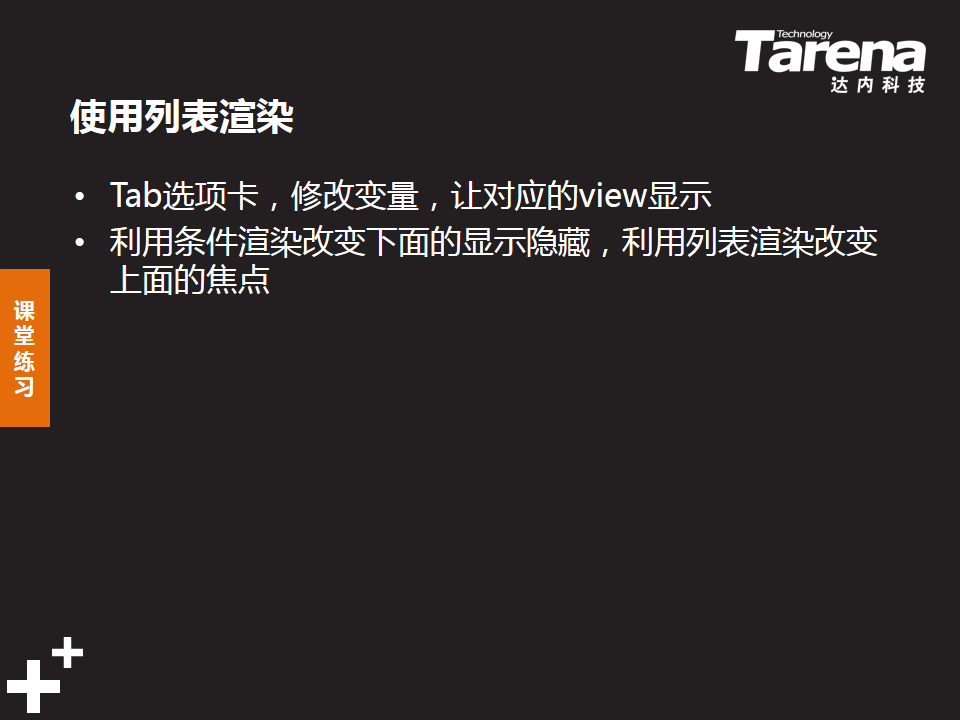 Technology
Tarena
达内科技
使用列表渲染
• Tab选项卡，修改变量，让对应的view显示
• 利用条件渲染改变下面的显示隐藏，利用列表渲染改变
上面的焦点
课
堂
练
习